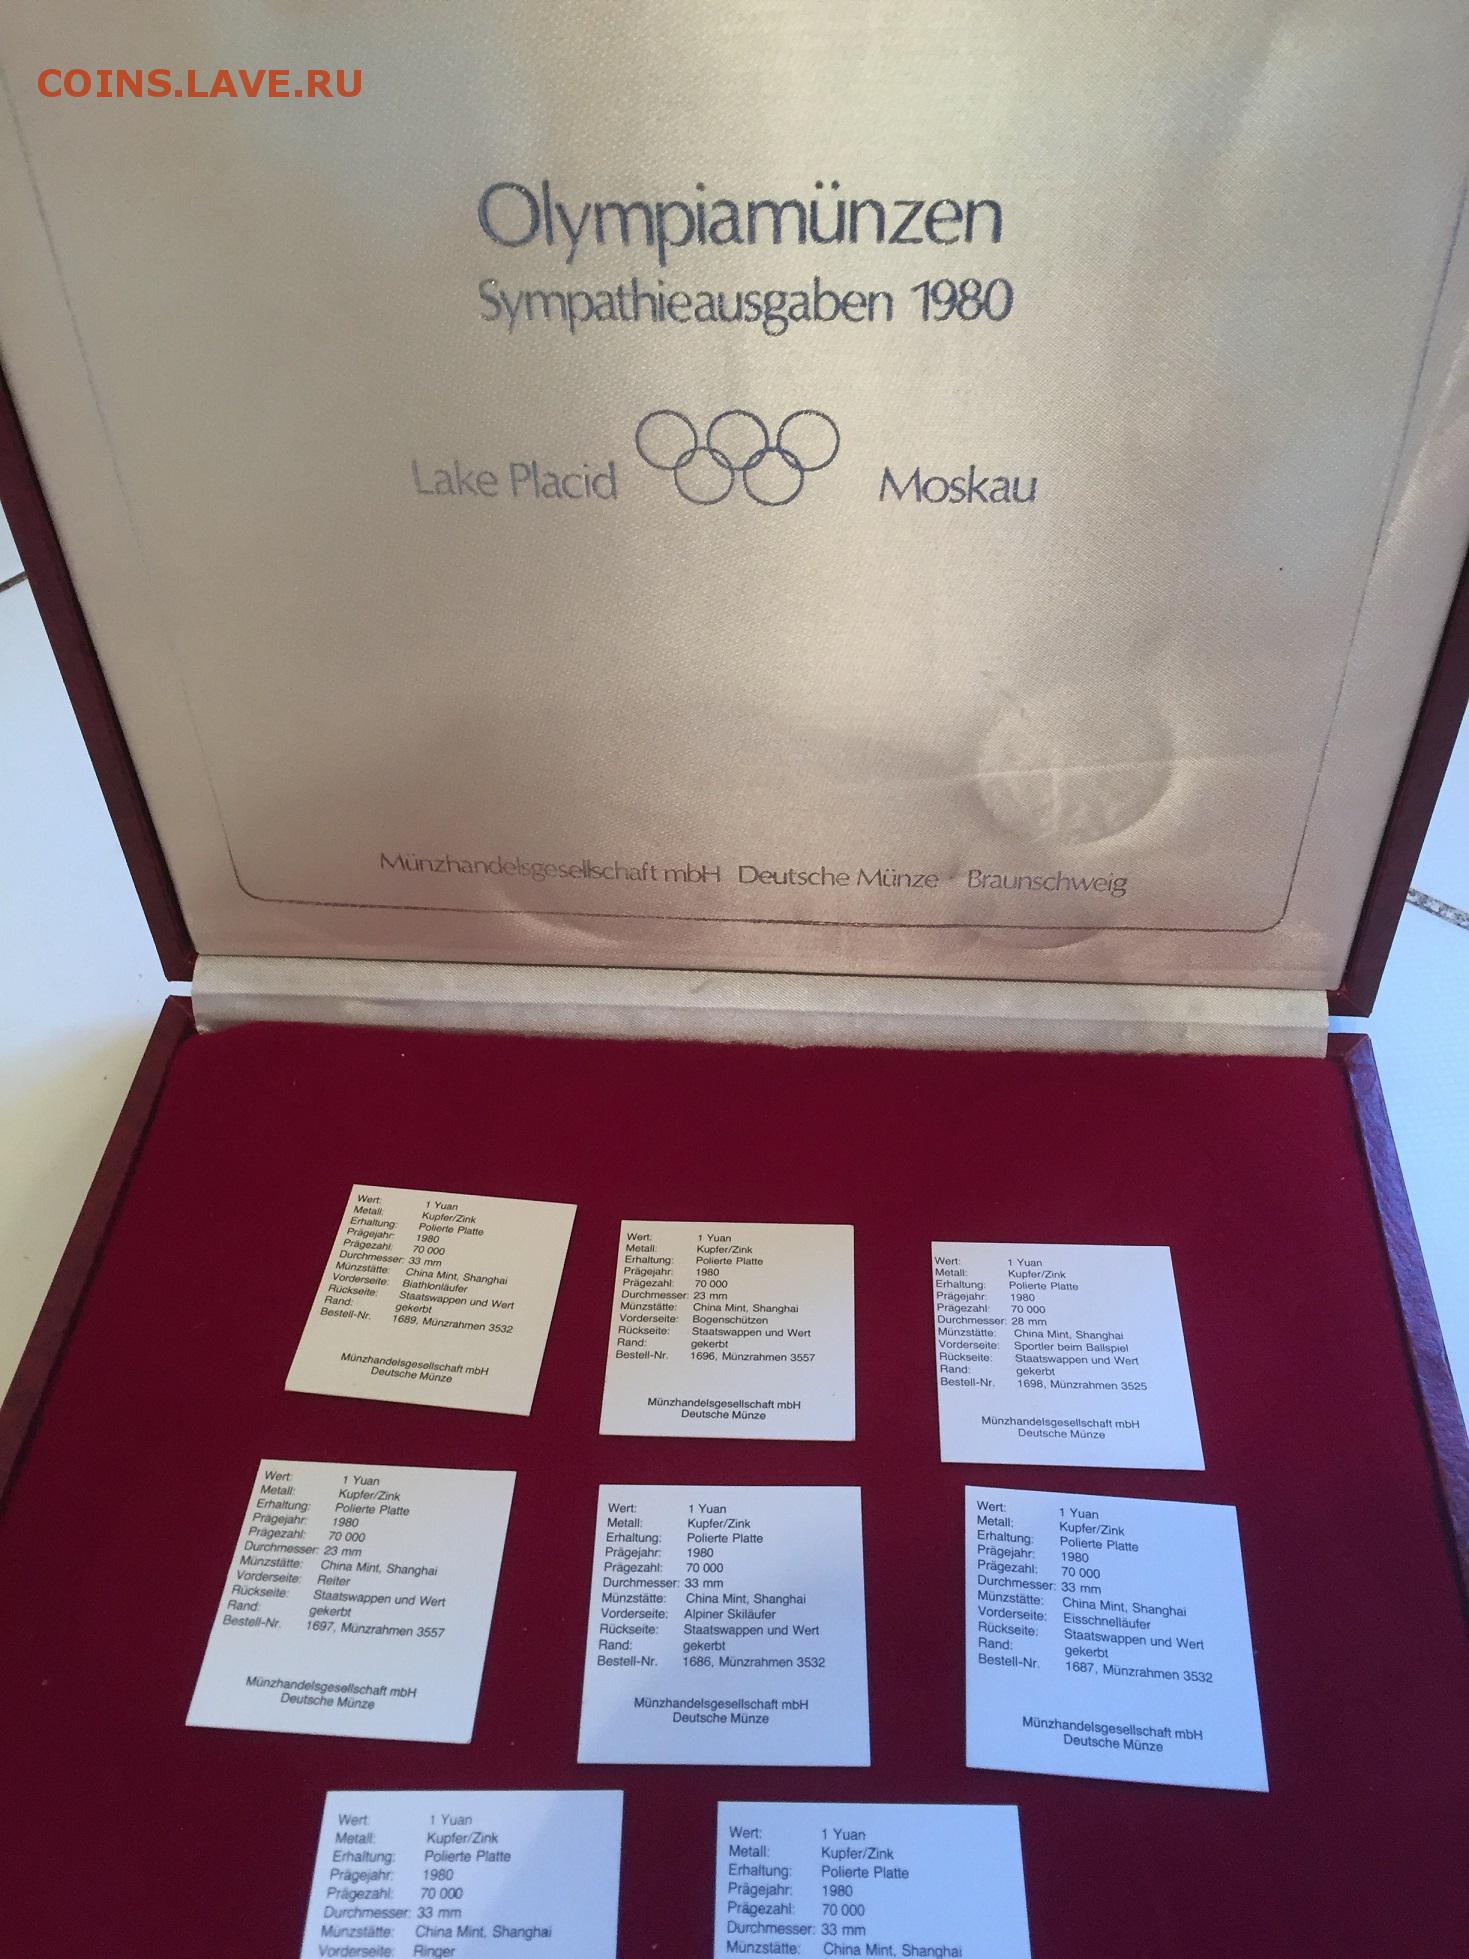 COINS.LAVE.RU
Olympiamünzen
Sympathieausgaben 1980
Lake Placid Moskau
Münzhandelsgesellschaft mbH Deutsche Münze · Braunschweig
Wert: 1 Yuan
Metall: Kupfer/Zink
Erhaltung: Polierte Platte
Prägejahr: 1980
Prägezahl: 70 000
Durchmesser: 33 mm
Münzstätte: China Mint, Shanghai
Vorderseite: Biathlonläufer
Rückseite: Staatswappen und Wert
Rand: gekerbt
Bestell-Nr. 1689, Münzrahmen 3532
Münzhandelsgesellschaft mbH
Deutsche Münze
Wert: 1 Yuan
Metall: Kupfer/Zink
Erhaltung: Polierte Platte
Prägejahr: 1980
Prägezahl: 70 000
Durchmesser: 23 mm
Münzstätte: China Mint, Shanghai
Vorderseite: Bogenschützen
Rückseite: Staatswappen und Wert
Rand: gekerbt
Bestell-Nr. 1696, Münzrahmen 3557
Münzhandelsgesellschaft mbH
Deutsche Münze
Wert: 1 Yuan
Metall: Kupfer/Zink
Erhaltung: Polierte Platte
Prägejahr: 1980
Prägezahl: 70 000
Durchmesser: 28 mm
Münzstätte: China Mint, Shanghai
Vorderseite: Sportler beim Ballspiel
Rückseite: Staatswappen und Wert
Rand: gekerbt
Bestell-Nr. 1698, Münzrahmen 3525
Münzhandelsgesellschaft mbH
Deutsche Münze
Wert: 1 Yuan
Metall: Kupfer/Zink
Erhaltung: Polierte Platte
Prägejahr: 1980
Prägezahl: 70 000
Durchmesser: 23 mm
Münzstätte: China Mint, Shanghai
Vorderseite: Reiter
Rückseite: Staatswappen und Wert
Rand: gekerbt
Bestell-Nr. 1697, Münzrahmen 3557
Münzhandelsgesellschaft mbH
Deutsche Münze
Wert: 1 Yuan
Metall: Kupfer/Zink
Erhaltung: Polierte Platte
Prägejahr: 1980
Prägezahl: 70 000
Durchmesser: 33 mm
Münzstätte: China Mint, Shanghai
Vorderseite: Alpiner Skiläufer
Rückseite: Staatswappen und Wert
Rand: gekerbt
Bestell-Nr. 1686, Münzrahmen 3532
Münzhandelsgesellschaft mbH
Deutsche Münze
Wert: 1 Yuan
Metall: Kupfer/Zink
Erhaltung: Polierte Platte
Prägejahr: 1980
Prägezahl: 70 000
Durchmesser: 33 mm
Münzstätte: China Mint, Shanghai
Vorderseite: Eisschnelläufer
Rückseite: Staatswappen und Wert
Rand: gekerbt
Bestell-Nr. 1687, Münzrahmen 3532
Münzhandelsgesellschaft mbH
Deutsche Münze
Wert: 1 Yuan
Metall: Kupfer/Zink
Erhaltung: Polierte Platte
Prägejahr: 1980
Prägezahl: 70 000
Durchmesser: 33 mm
Münzstätte: China Mint, Shanghai
Vorderseite: Ringer
Wert: 1 Yuan
Metall: Kupfer/Zink
Erhaltung: Polierte Platte
Prägejahr: 1980
Prägezahl: 70 000
Durchmesser: 33 mm
Münzstätte: China Mint, Shanghai